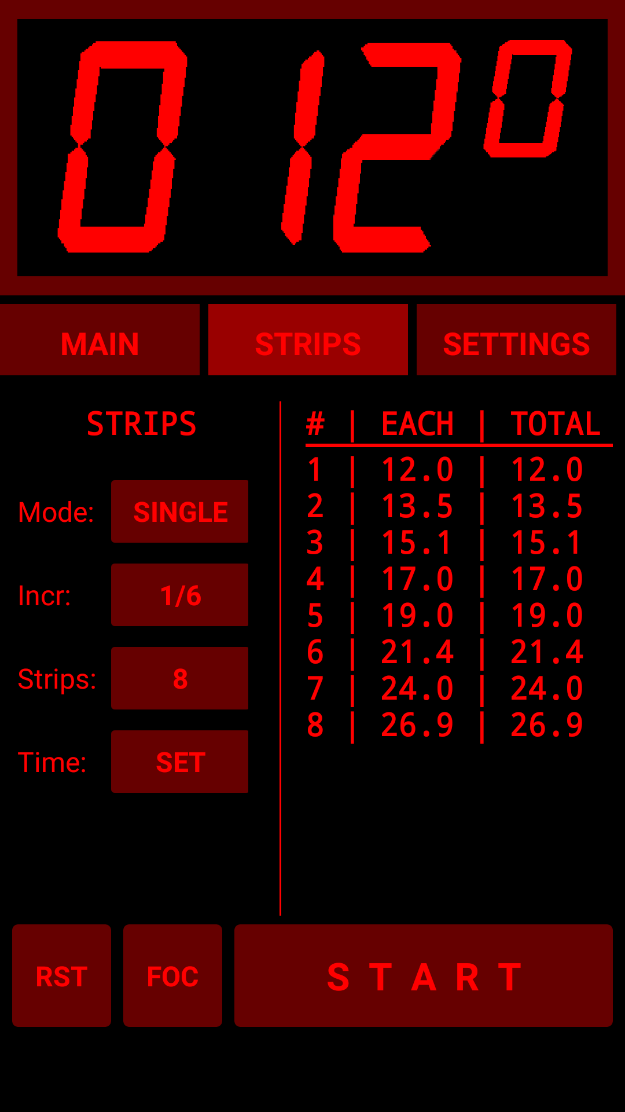 012⁰
MAIN STRIPS SETTINGS
STRIPS
Mode: SINGLE
Incr: 1/6
Strips: 8
Time: SET
# | EACH | TOTAL
1 | 12.0 | 12.0
2 | 13.5 | 13.5
3 | 15.1 | 15.1
4 | 17.0 | 17.0
5 | 19.0 | 19.0
6 | 21.4 | 21.4
7 | 24.0 | 24.0
8 | 26.9 | 26.9
RST FOC START